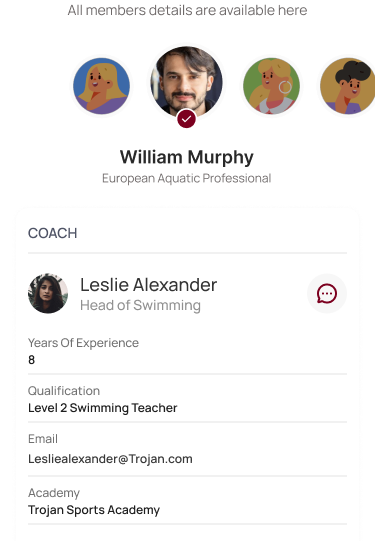 All members details are available here
William Murphy
European Aquatic Professional
COACH
Leslie Alexander
Head of Swimming
Years Of Experience
8
Qualification
Level 2 Swimming Teacher
Email
Lesliealexander@Trojan.com
Academy
Trojan Sports Academy